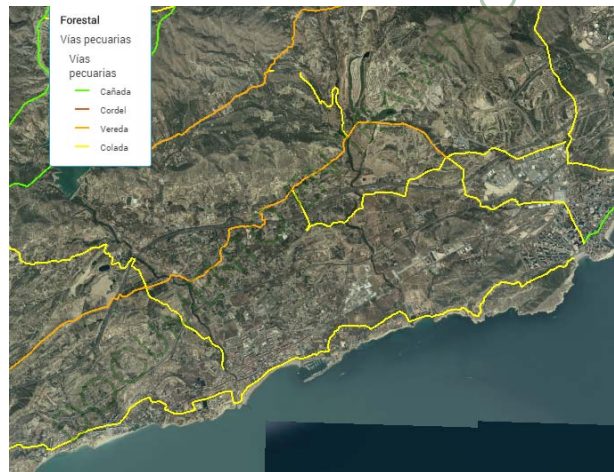 Forestal
Vías pecuarias
Vías
pecuarias
Cañada
Cordel
Vereda
Colada